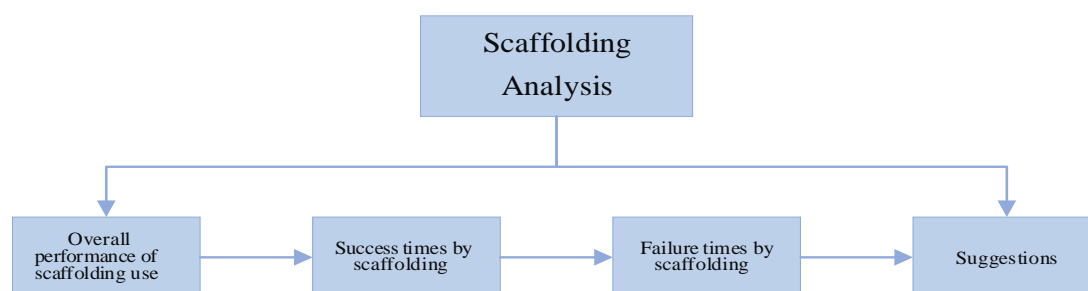 Scaffolding
Analysis
Overall
performance of
scaffolding use
Success times by
scaffolding
Failure times by
scaffolding
Suggestions